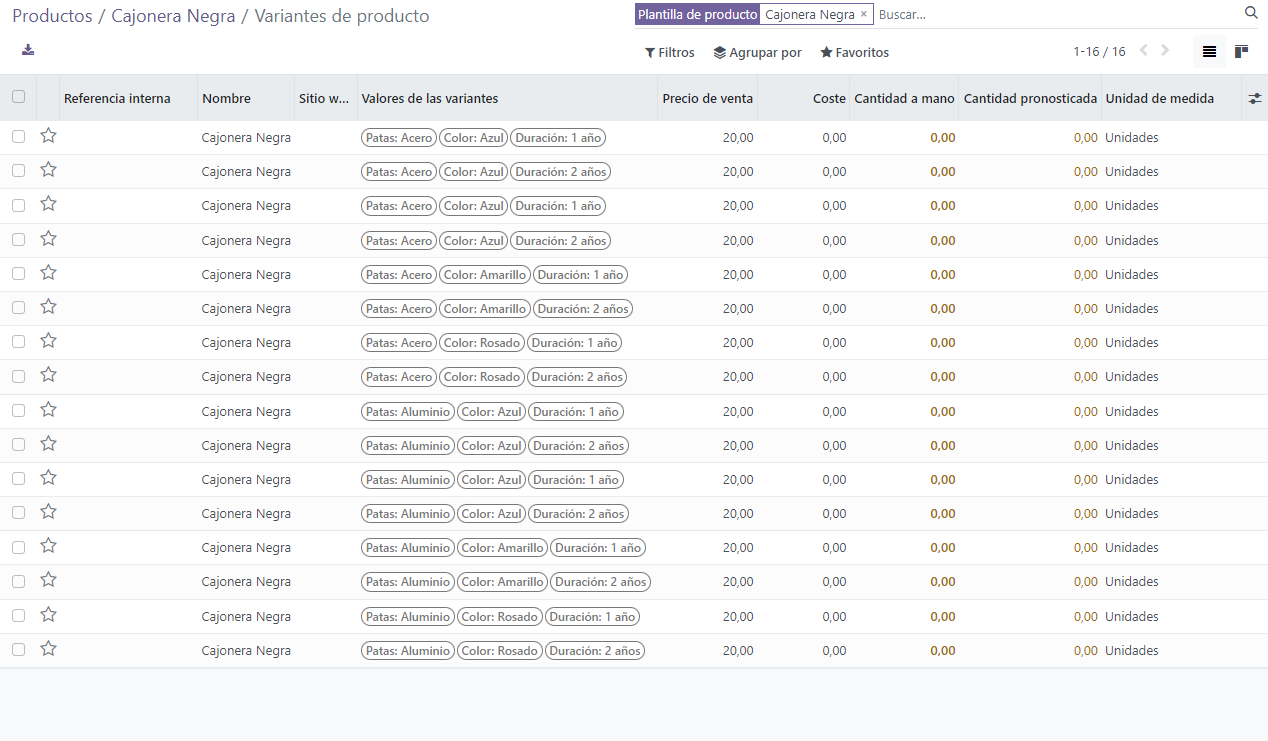 Productos / Cajonera Negra / Variantes de producto
Plantilla de producto Cajonera Negra × Buscar...
Filtros Agrupar por Favoritos 1-16 / 16
Referencia interna Nombre Sitio w... Valores de las variantes Precio de venta Coste Cantidad a mano Cantidad pronosticada Unidad de medida
Cajonera Negra Patas: Acero Color: Azul Duración: 1 año 20,00 0,00 0,00 0,00 Unidades
Cajonera Negra Patas: Acero Color: Azul Duración: 2 años 20,00 0,00 0,00 0,00 Unidades
Cajonera Negra Patas: Acero Color: Azul Duración: 1 año 20,00 0,00 0,00 0,00 Unidades
Cajonera Negra Patas: Acero Color: Azul Duración: 2 años 20,00 0,00 0,00 0,00 Unidades
Cajonera Negra Patas: Acero Color: Amarillo Duración: 1 año 20,00 0,00 0,00 0,00 Unidades
Cajonera Negra Patas: Acero Color: Amarillo Duración: 2 años 20,00 0,00 0,00 0,00 Unidades
Cajonera Negra Patas: Acero Color: Rosado Duración: 1 año 20,00 0,00 0,00 0,00 Unidades
Cajonera Negra Patas: Acero Color: Rosado Duración: 2 años 20,00 0,00 0,00 0,00 Unidades
Cajonera Negra Patas: Aluminio Color: Azul Duración: 1 año 20,00 0,00 0,00 0,00 Unidades
Cajonera Negra Patas: Aluminio Color: Azul Duración: 2 años 20,00 0,00 0,00 0,00 Unidades
Cajonera Negra Patas: Aluminio Color: Azul Duración: 1 año 20,00 0,00 0,00 0,00 Unidades
Cajonera Negra Patas: Aluminio Color: Azul Duración: 2 años 20,00 0,00 0,00 0,00 Unidades
Cajonera Negra Patas: Aluminio Color: Amarillo Duración: 1 año 20,00 0,00 0,00 0,00 Unidades
Cajonera Negra Patas: Aluminio Color: Amarillo Duración: 2 años 20,00 0,00 0,00 0,00 Unidades
Cajonera Negra Patas: Aluminio Color: Rosado Duración: 1 año 20,00 0,00 0,00 0,00 Unidades
Cajonera Negra Patas: Aluminio Color: Rosado Duración: 2 años 20,00 0,00 0,00 0,00 Unidades